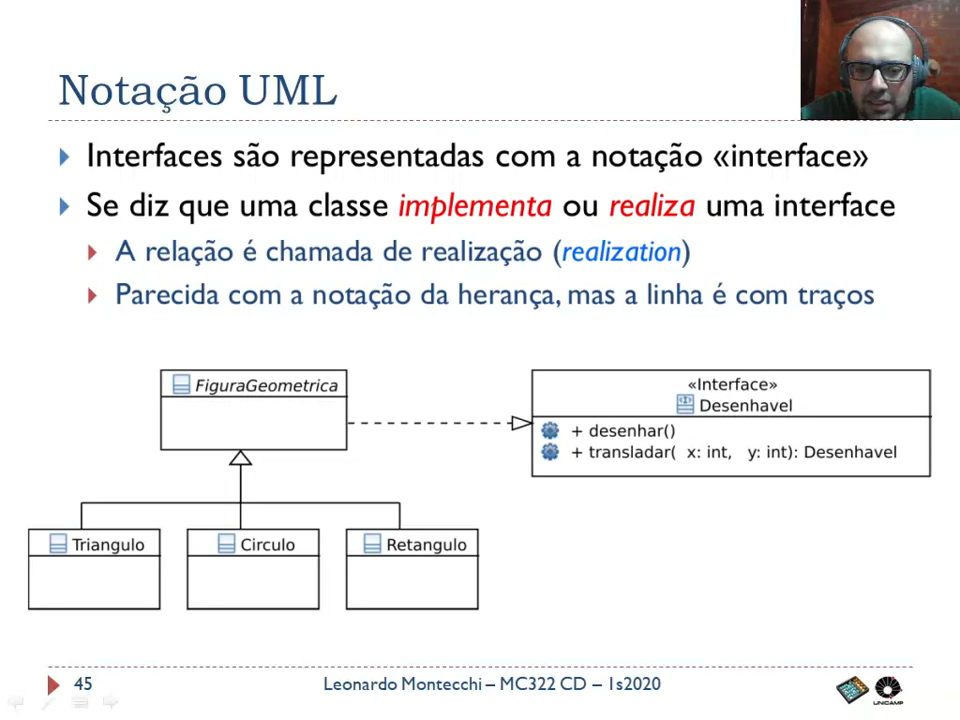 Notação UML
Interfaces são representadas com a notação «interface»
Se diz que uma classe implementa ou realiza uma interface
A relação é chamada de realização (realization)
Parecida com a notação da herança, mas a linha é com traços
FiguraGeometrica
«Interface»
Desenhavel
+ desenhar()
+ transladar( x: int, y: int): Desenhavel
Triangulo
Circulo
Retangulo
45
Leonardo Montecchi – MC322 CD – 1s2020
UNICAMP